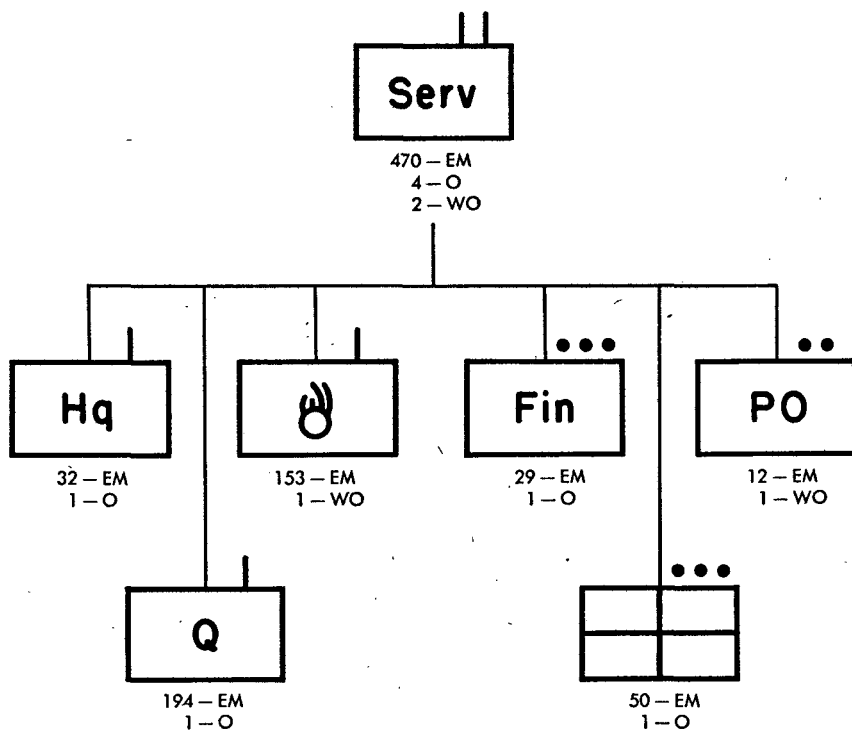 Serv
470 – EM
4 – O
2 – WO
Hq
32 – EM
1 – O
153 – EM
1 – WO
Fin
29 – EM
1 – O
PO
12 – EM
1 – WO
Q
194 – EM
1 – O
50 – EM
1 – O